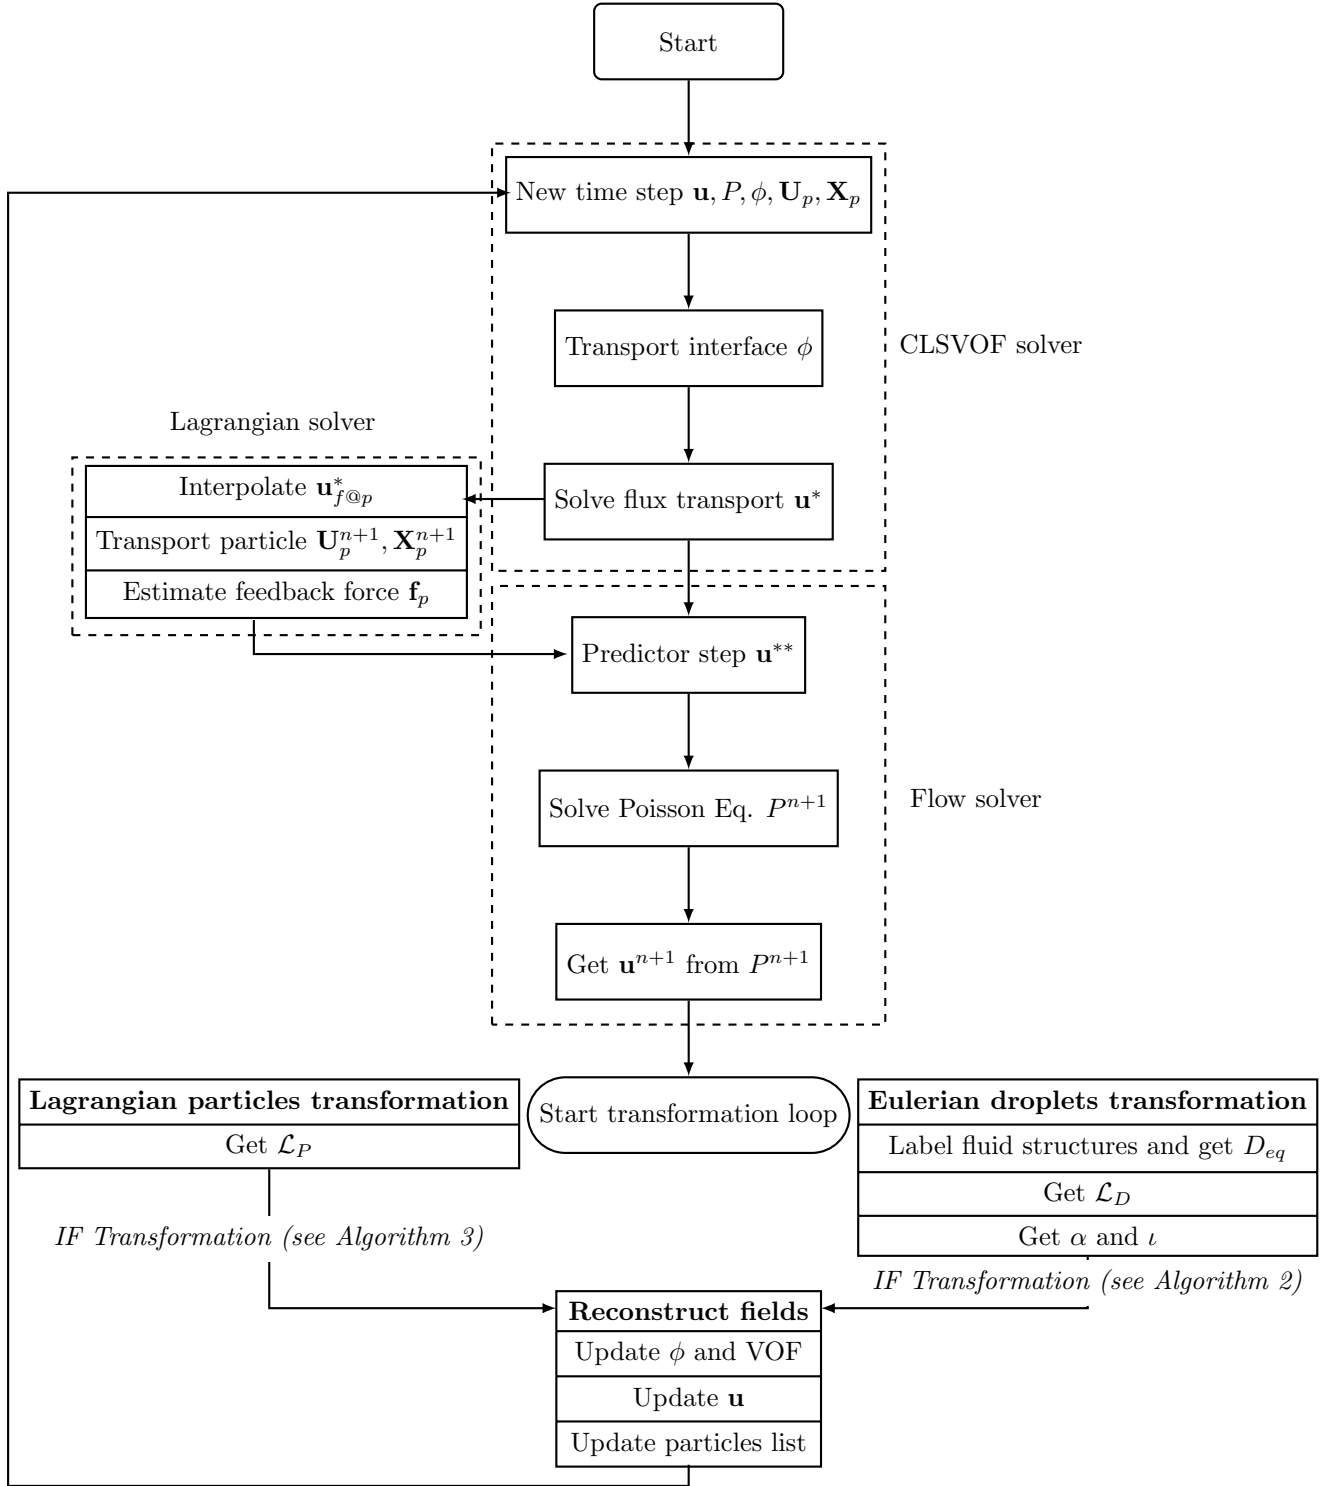 Start
New time step u, P, ϕ, U_p, X_p
Transport interface ϕ
CLSVOF solver
Lagrangian solver
Interpolate u*_{f@p}
Transport particle U_p^{n+1}, X_p^{n+1}
Estimate feedback force f_p
Solve flux transport u*
Predictor step u**
Solve Poisson Eq. P^{n+1}
Flow solver
Get u^{n+1} from P^{n+1}
Start transformation loop
Lagrangian particles transformation
Get ℒ_P
IF Transformation (see Algorithm 3)
Eulerian droplets transformation
Label fluid structures and get D_{eq}
Get ℒ_D
Get α and ι
IF Transformation (see Algorithm 2)
Reconstruct fields
Update ϕ and VOF
Update u
Update particles list